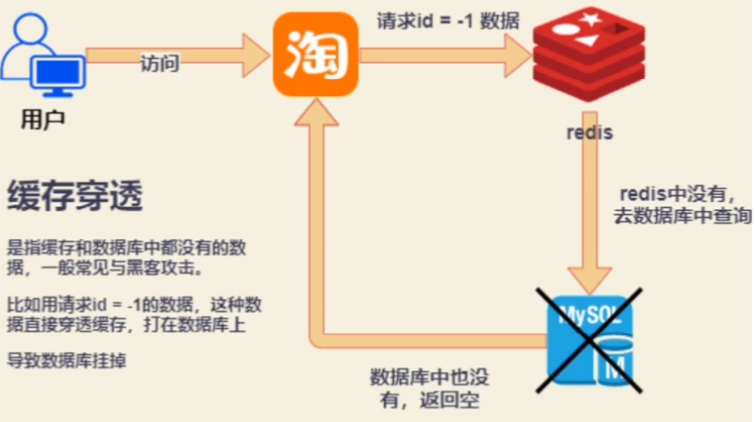 请求id = -1 数据
淘
访问
用户
redis
缓存穿透
redis中没有，
去数据库中查询
是指缓存和数据库中都没有的数
据，一般常见与黑客攻击。
比如用请求id = -1的数据，这种数
据直接穿透缓存，打在数据库上
导致数据库挂掉
MySQL
M
数据库中也没
有，返回空